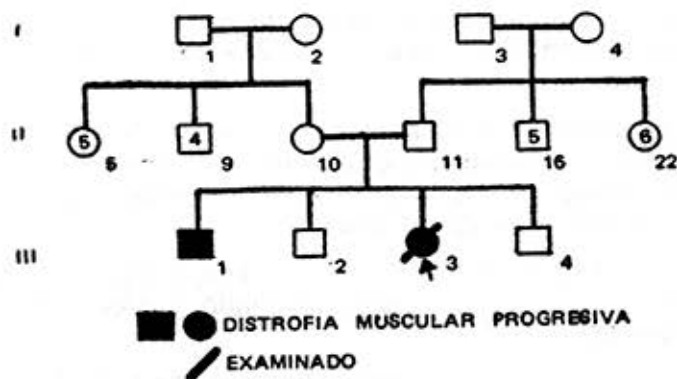 I
1 2 3 4
II
5 4 5 6
5 9 10 11 16 22
III
1 2 3 4
DISTROFIA MUSCULAR PROGRESIVA
EXAMINADO